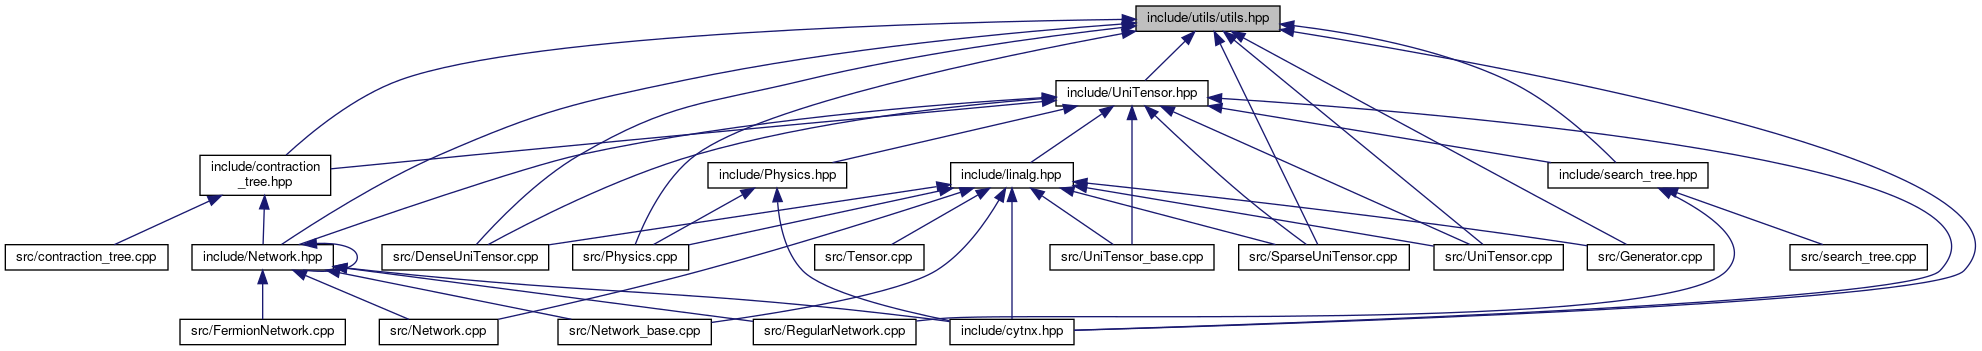 include/utils/utils.hpp
include/UniTensor.hpp
include/contraction
_tree.hpp
include/Physics.hpp
include/linalg.hpp
include/search_tree.hpp
src/contraction_tree.cpp
include/Network.hpp
src/DenseUniTensor.cpp
src/Physics.cpp
src/Tensor.cpp
src/UniTensor_base.cpp
src/SparseUniTensor.cpp
src/UniTensor.cpp
src/Generator.cpp
src/search_tree.cpp
src/FermionNetwork.cpp
src/Network.cpp
src/Network_base.cpp
src/RegularNetwork.cpp
include/cytnx.hpp